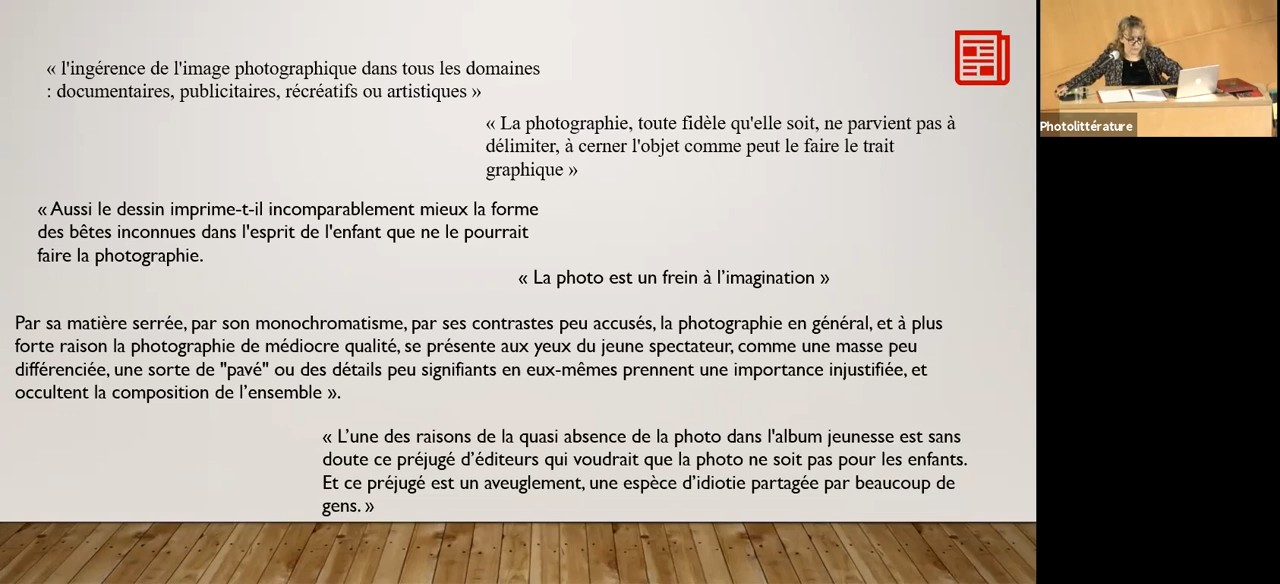 « l'ingérence de l'image photographique dans tous les domaines
: documentaires, publicitaires, récréatifs ou artistiques »
« La photographie, toute fidèle qu'elle soit, ne parvient pas à
délimiter, à cerner l'objet comme peut le faire le trait
graphique »
« Aussi le dessin imprime-t-il incomparablement mieux la forme
des bêtes inconnues dans l'esprit de l'enfant que ne le pourrait
faire la photographie.
« La photo est un frein à l'imagination »
Par sa matière serrée, par son monochromatisme, par ses contrastes peu accusés, la photographie en général, et à plus
forte raison la photographie de médiocre qualité, se présente aux yeux du jeune spectateur, comme une masse peu
différenciée, une sorte de "pavé" ou des détails peu signifiants en eux-mêmes prennent une importance injustifiée, et
occultent la composition de l'ensemble ».
« L'une des raisons de la quasi absence de la photo dans l'album jeunesse est sans
doute ce préjugé d'éditeurs qui voudrait que la photo ne soit pas pour les enfants.
Et ce préjugé est un aveuglement, une espèce d'idiotie partagée par beaucoup de
gens. »
Photolittérature